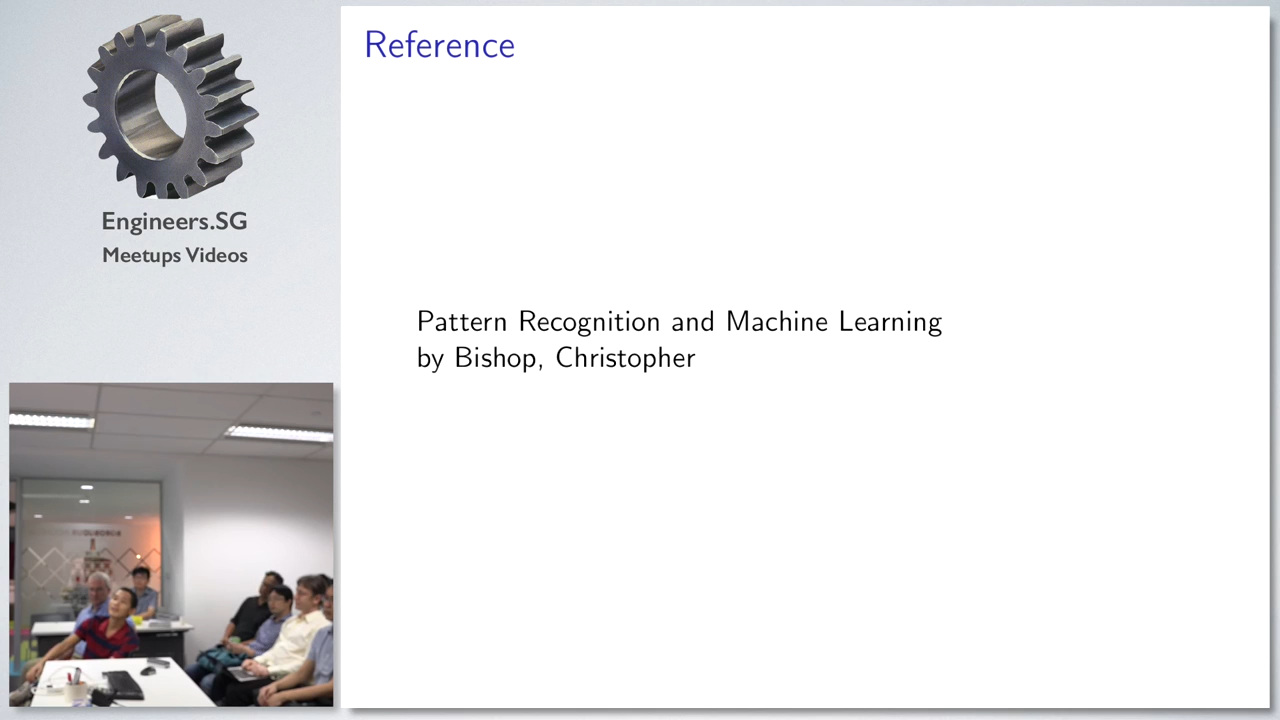 Engineers.SG
Meetups Videos
Reference
Pattern Recognition and Machine Learning
by Bishop, Christopher